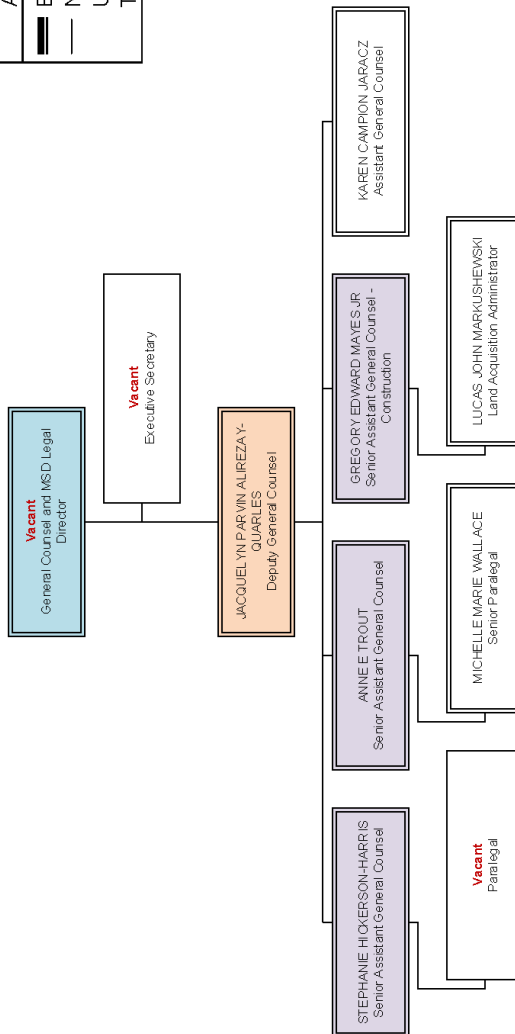 Vacant
General Counsel and MSD Legal
Director
Vacant
Executive Secretary
JACQUELYN PARVIN ALIREZAY-
QUARLES
Deputy General Counsel
STEPHANIE HICKERSON-HARRIS
Senior Assistant General Counsel
ANNE E TROUT
Senior Assistant General Counsel
GREGORY EDWARD MAYES JR
Senior Assistant General Counsel -
Construction
KAREN CAMPION JARACZ
Assistant General Counsel
Vacant
Paralegal
MICHELLE MARIE WALLACE
Senior Paralegal
LUCAS JOHN MARKUSHEWSKI
Land Acquisition Administrator